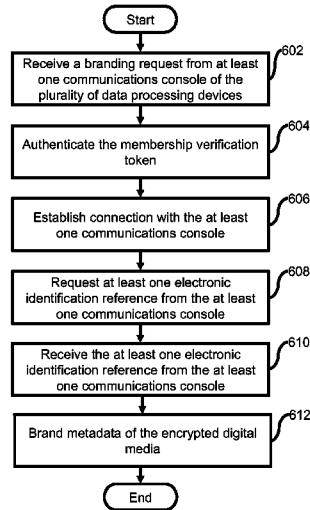 Start
Receive a branding request from at least
one communications console of the
plurality of data processing devices
602
Authenticate the membership verification
token
604
Establish connection with the at least
one communications console
606
Request at least one electronic
identification reference from the at least
one communications console
608
Receive the at least one electronic
identification reference from the at least
one communications console
610
Brand metadata of the encrypted digital
media
612
End